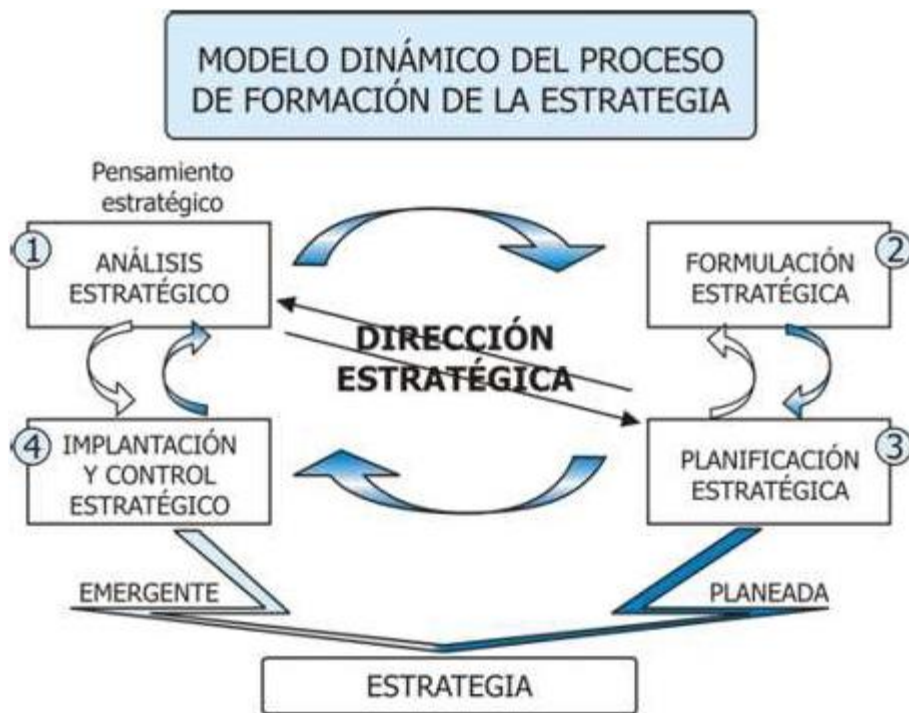 MODELO DINÁMICO DEL PROCESO
DE FORMACIÓN DE LA ESTRATEGIA
Pensamiento
estratégico
1
ANÁLISIS
ESTRATÉGICO
2
FORMULACIÓN
ESTRATÉGICA
DIRECCIÓN
ESTRATÉGICA
4
IMPLANTACIÓN
Y CONTROL
ESTRATÉGICO
3
PLANIFICACIÓN
ESTRATÉGICA
EMERGENTE
PLANEADA
ESTRATEGIA